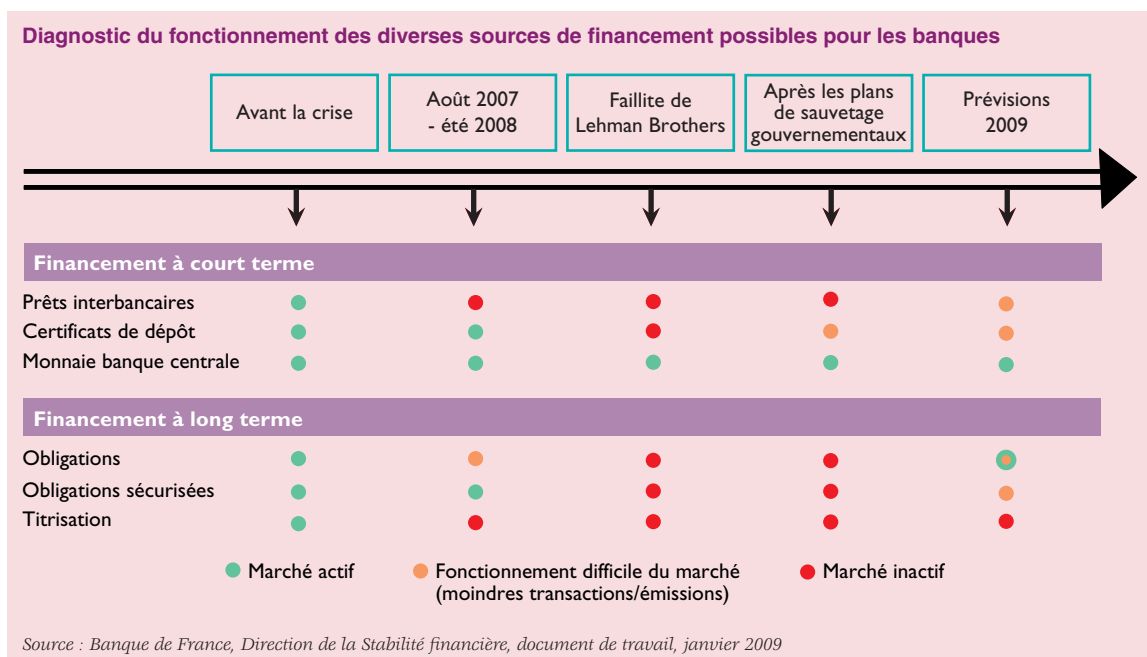 Diagnostic du fonctionnement des diverses sources de financement possibles pour les banques
Avant la crise
Août 2007
- été 2008
Faillite de
Lehman Brothers
Après les plans
de sauvetage
gouvernementaux
Prévisions
2009
Financement à court terme
Prêts interbancaires
Certificats de dépôt
Monnaie banque centrale
Financement à long terme
Obligations
Obligations sécurisées
Titrisation
Marché actif
Fonctionnement difficile du marché
(moindres transactions/émissions)
Marché inactif
Source : Banque de France, Direction de la Stabilité financière, document de travail, janvier 2009